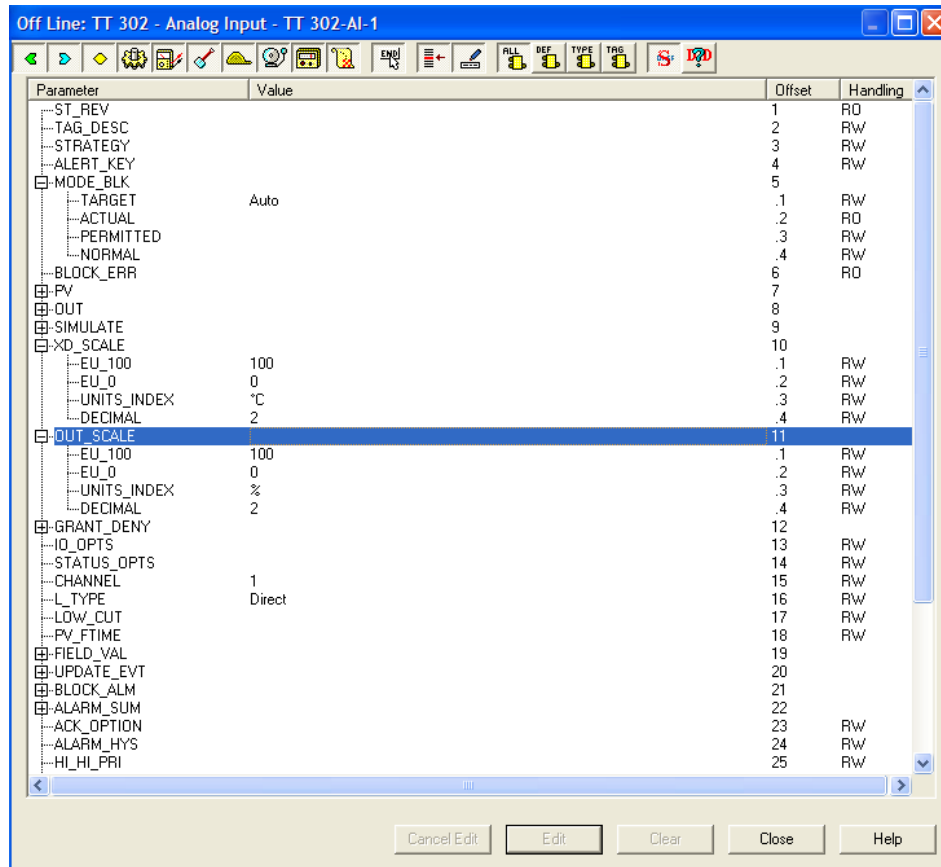 Off Line: TT 302 - Analog Input - TT 302-AI-1
END ALL DEF TYPE TAG S D?D
Parameter Value Offset Handling
ST_REV 1 RO
TAG_DESC 2 RW
STRATEGY 3 RW
ALERT_KEY 4 RW
MODE_BLK 5
TARGET Auto .1 RW
ACTUAL .2 RO
PERMITTED .3 RW
NORMAL .4 RW
BLOCK_ERR 6 RO
PV 7
OUT 8
SIMULATE 9
XD_SCALE 10
EU_100 100 .1 RW
EU_0 0 .2 RW
UNITS_INDEX °C .3 RW
DECIMAL 2 .4 RW
OUT_SCALE 11
EU_100 100 .1 RW
EU_0 0 .2 RW
UNITS_INDEX % .3 RW
DECIMAL 2 .4 RW
GRANT_DENY 12
IO_OPTS 13 RW
STATUS_OPTS 14 RW
CHANNEL 1 15 RW
L_TYPE Direct 16 RW
LOW_CUT 17 RW
PV_FTIME 18 RW
FIELD_VAL 19
UPDATE_EVT 20
BLOCK_ALM 21
ALARM_SUM 22
ACK_OPTION 23 RW
ALARM_HYS 24 RW
HI_HI_PRI 25 RW
Cancel Edit Edit Clear Close Help